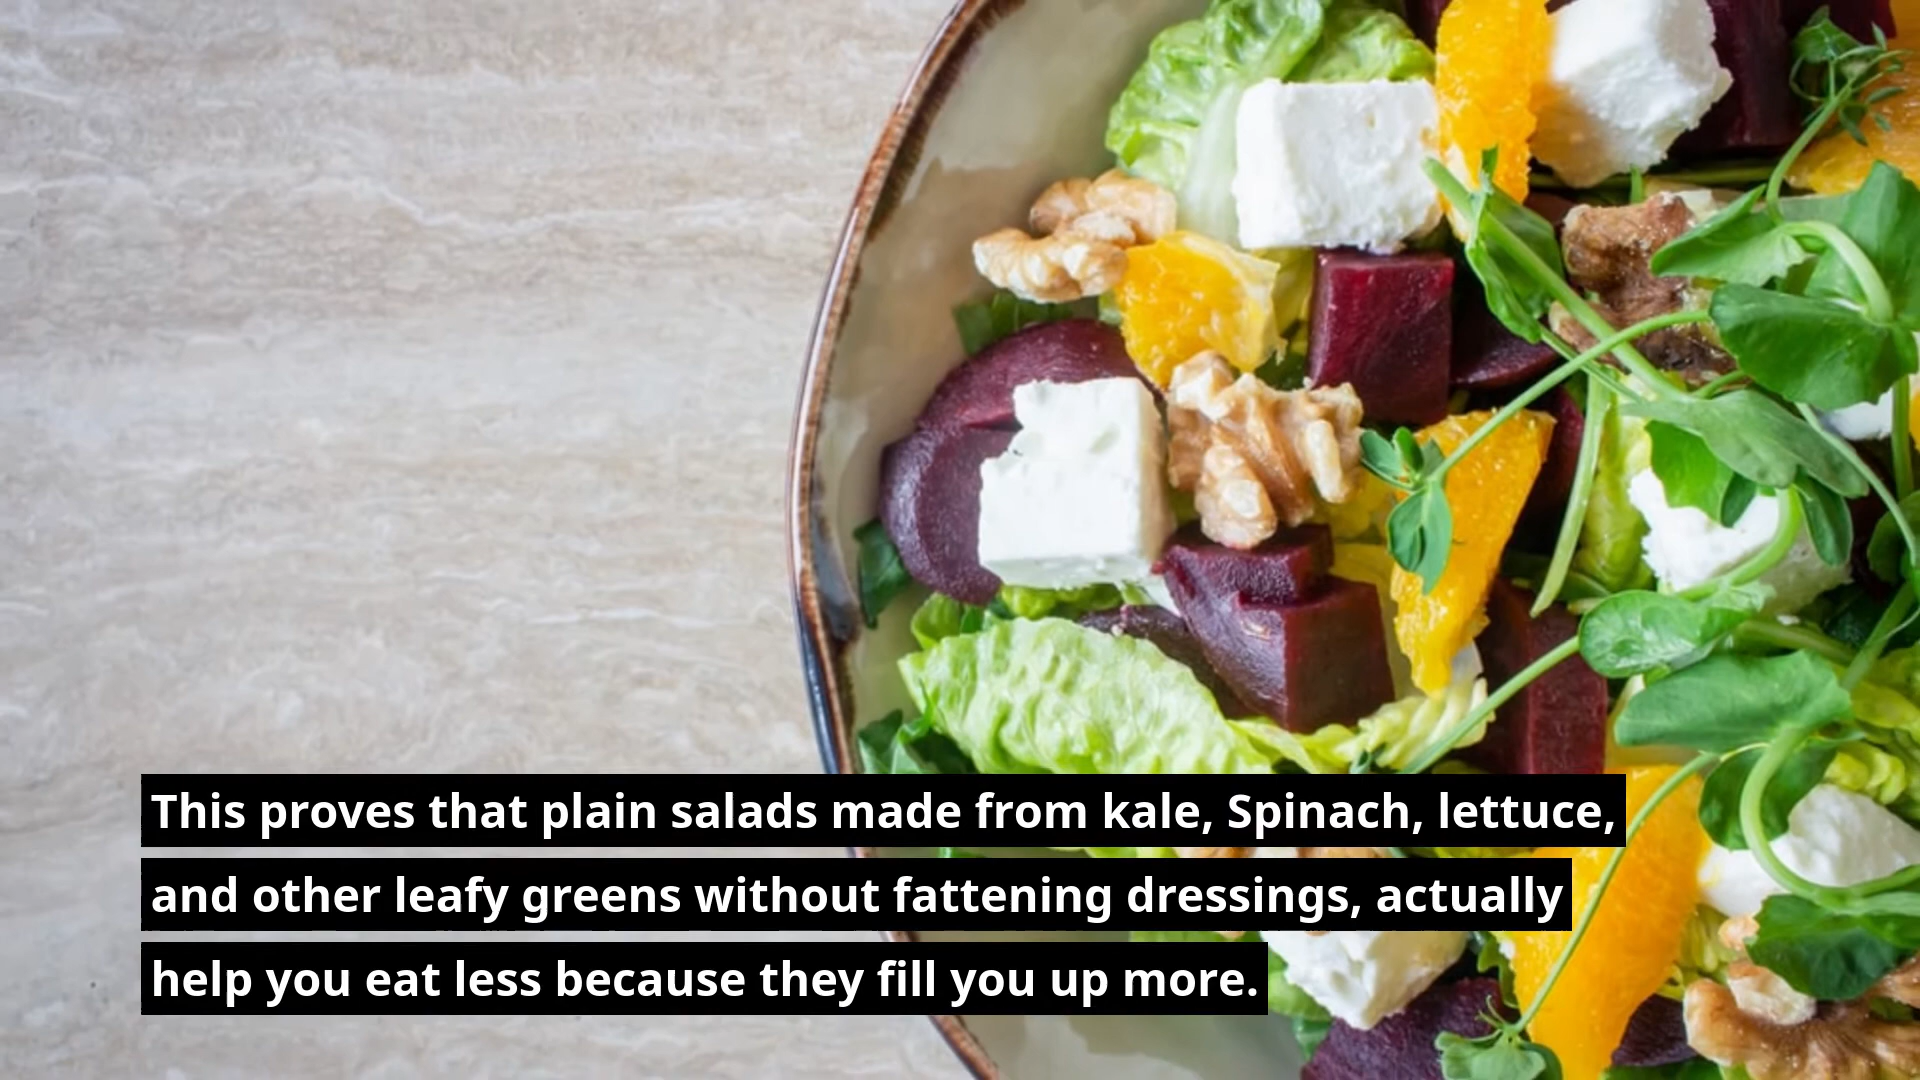 This proves that plain salads made from kale, Spinach, lettuce,
and other leafy greens without fattening dressings, actually
help you eat less because they fill you up more.